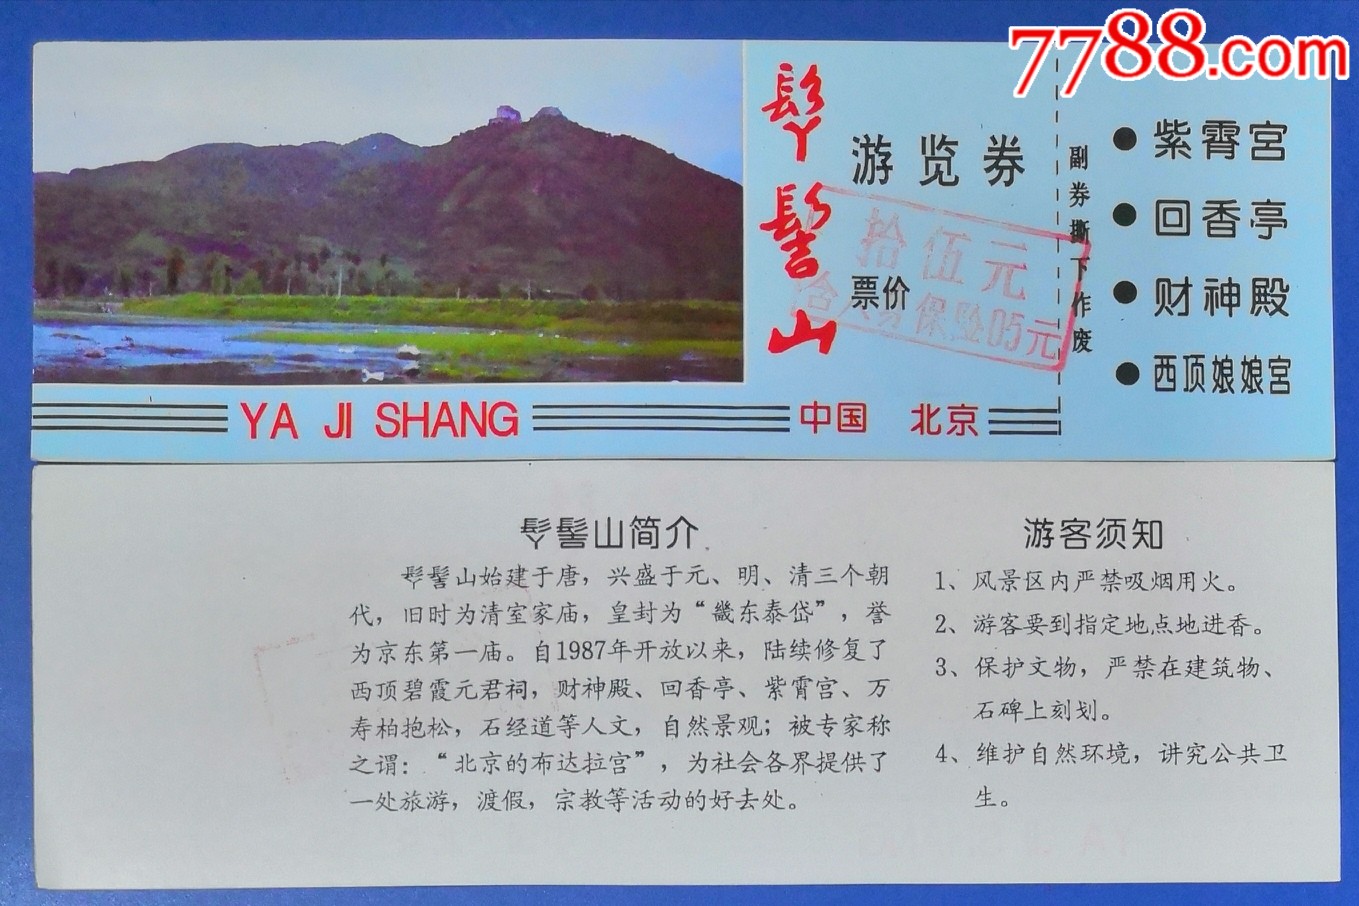 7788.com
髽
髻
山
游览券
票价
拾伍元
含人身保险05元
副券撕下作废
● 紫霄宫
● 回香亭
● 财神殿
● 西顶娘娘宫
YA JI SHANG
中国 北京
髽髻山简介
髽髻山始建于唐，兴盛于元、明、清三个朝
代，旧时为清室家庙，皇封为“畿东泰岱”，誉
为京东第一庙。自1987年开放以来，陆续修复了
西顶碧霞元君祠，财神殿、回香亭、紫霄宫、万
寿柏抱松，石经道等人文，自然景观；被专家称
之谓：“北京的布达拉宫”，为社会各界提供了
一处旅游，渡假，宗教等活动的好去处。
游客须知
1、风景区内严禁吸烟用火。
2、游客要到指定地点地进香。
3、保护文物，严禁在建筑物、
石碑上刻划。
4、维护自然环境，讲究公共卫
生。